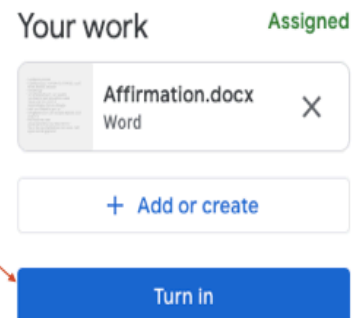 Your work
Assigned
Affirmation.docx
Word
+ Add or create
Turn in